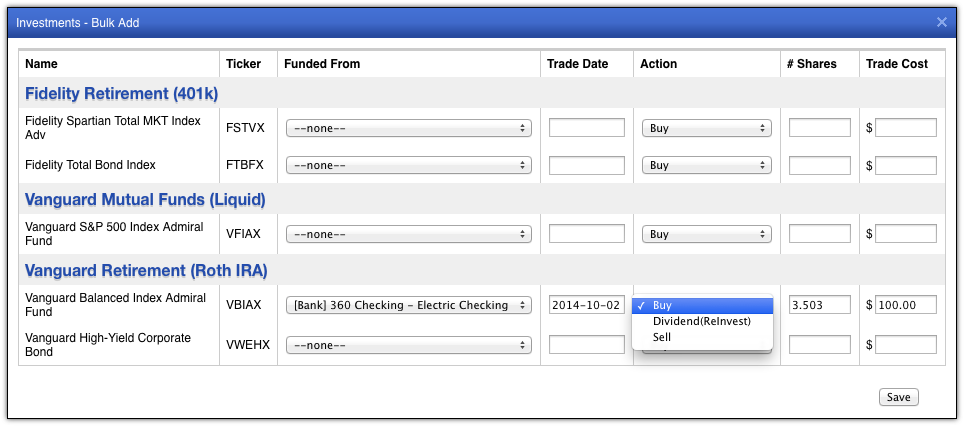 Investments - Bulk Add ×
Name Ticker Funded From Trade Date Action # Shares Trade Cost
Fidelity Retirement (401k)
Fidelity Spartian Total MKT Index
Adv FSTVX --none-- Buy $
Fidelity Total Bond Index FTBFX --none-- Buy $
Vanguard Mutual Funds (Liquid)
Vanguard S&P 500 Index Admiral
Fund VFIAX --none-- Buy $
Vanguard Retirement (Roth IRA)
Vanguard Balanced Index Admiral
Fund VBIAX [Bank] 360 Checking - Electric Checking 2014-10-02 ✓ Buy 3.503 $ 100.00
Dividend(ReInvest)
Sell
Vanguard High-Yield Corporate
Bond VWEHX --none-- $
Save